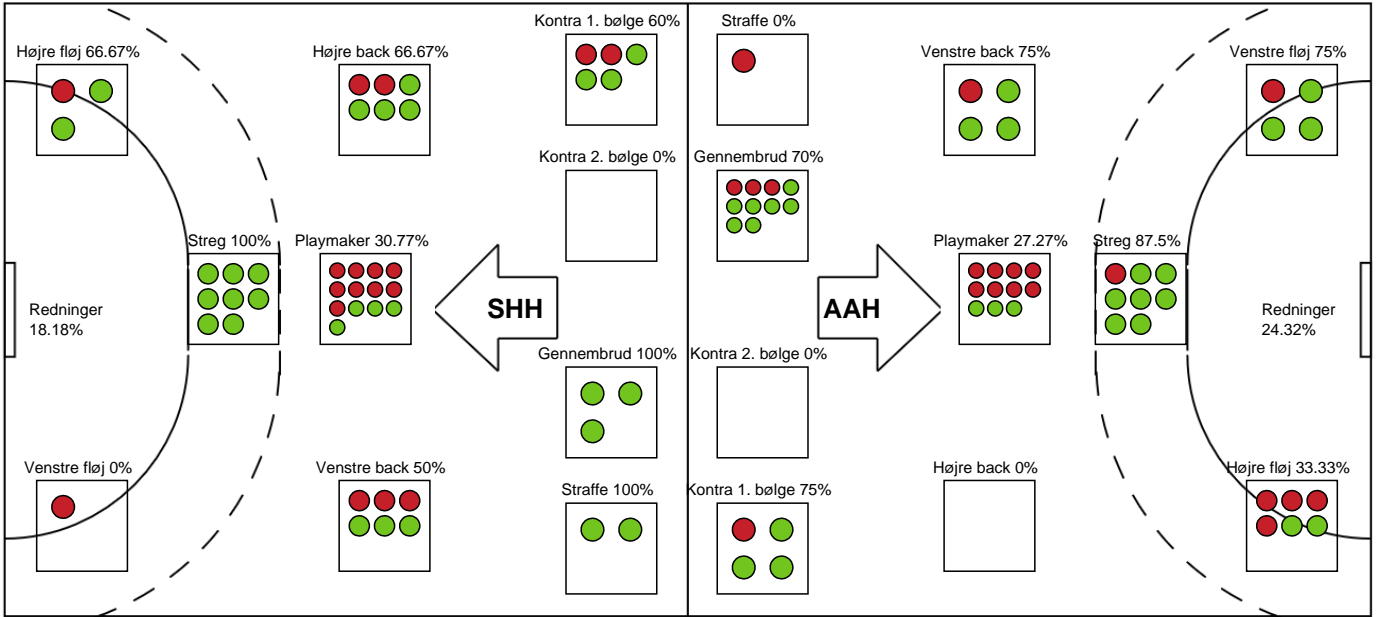 Kontra 1. bølge 60%
Straffe 0%
Højre fløj 66.67%
Højre back 66.67%
Venstre back 75%
Venstre fløj 75%
Kontra 2. bølge 0%
Gennembrud 70%
Streg 100%
Playmaker 30.77%
Playmaker 27.27%
Streg 87.5%
Redninger
18.18%
SHH
AAH
Redninger
24.32%
Gennembrud 100%
Kontra 2. bølge 0%
Venstre fløj 0%
Venstre back 50%
Straffe 100%
Kontra 1. bølge 75%
Højre back 0%
Højre fløj 33.33%